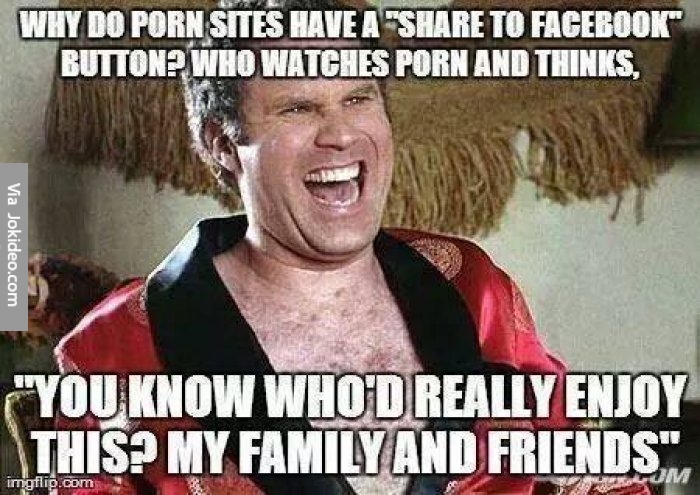 WHY DO PORN SITES HAVE A "SHARE TO FACEBOOK"
BUTTON? WHO WATCHES PORN AND THINKS,
Via Jokideo.com
"YOU KNOW WHO'D REALLY ENJOY
THIS? MY FAMILY AND FRIENDS"
imgflip.com